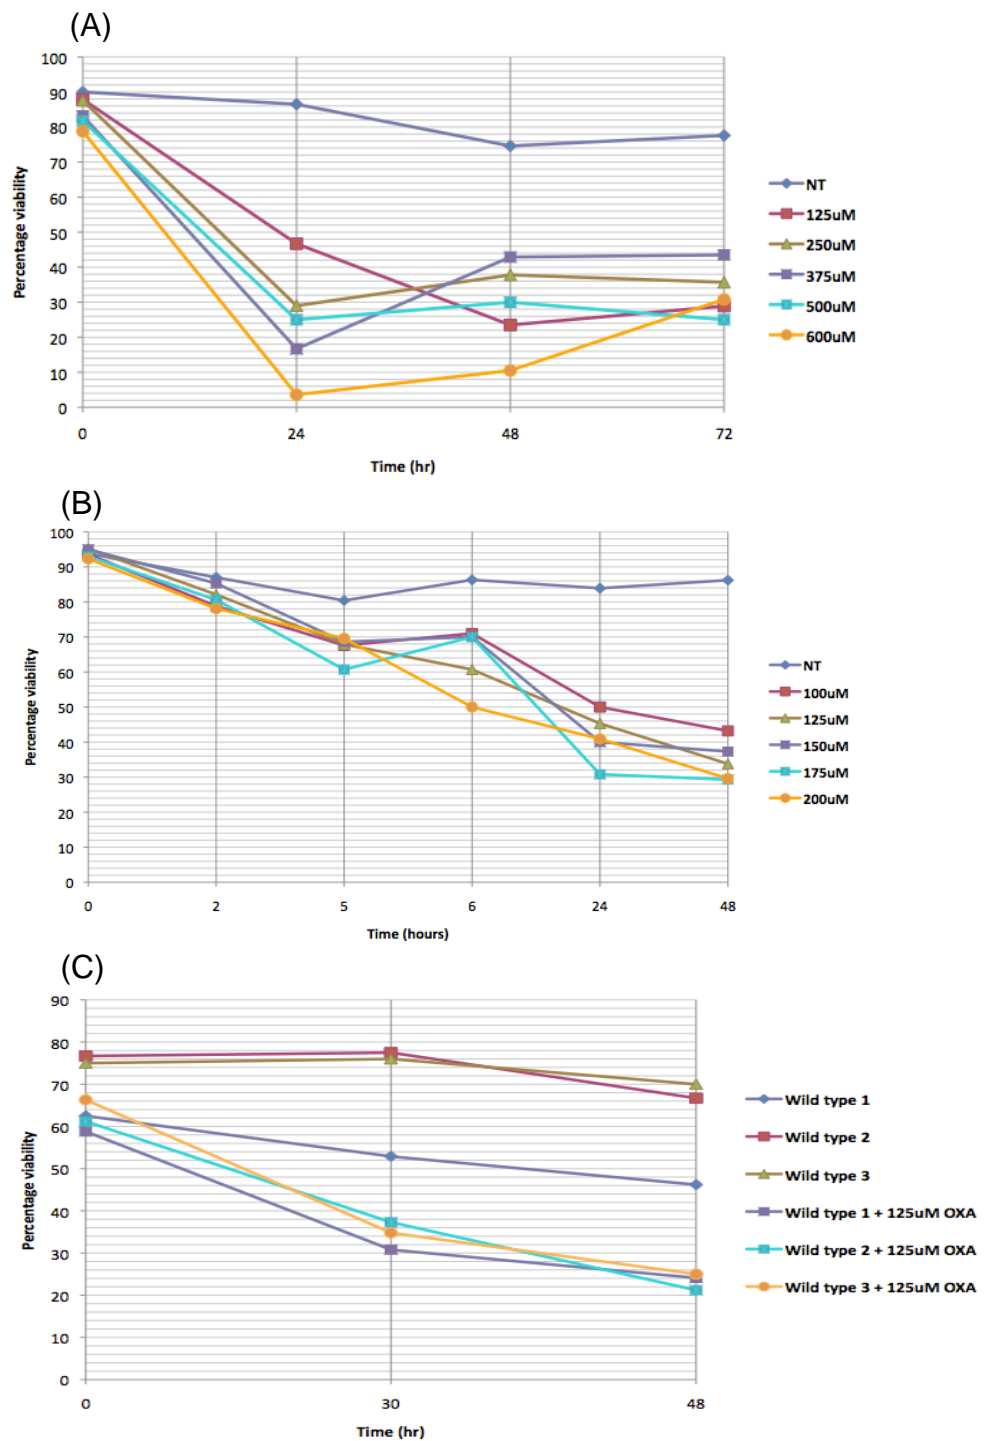 (A)
100
90
80
70
60
50
40
30
20
10
0
Percentage viability
0 24 48 72
Time (hr)
NT
125uM
250uM
375uM
500uM
600uM
(B)
100
90
80
70
60
50
40
30
20
10
0
Percentage viability
0 2 5 6 24 48
Time (hours)
NT
100uM
125uM
150uM
175uM
200uM
(C)
90
80
70
60
50
40
30
20
10
0
Percentage viability
0 30 48
Time (hr)
Wild type 1
Wild type 2
Wild type 3
Wild type 1 + 125uM OXA
Wild type 2 + 125uM OXA
Wild type 3 + 125uM OXA